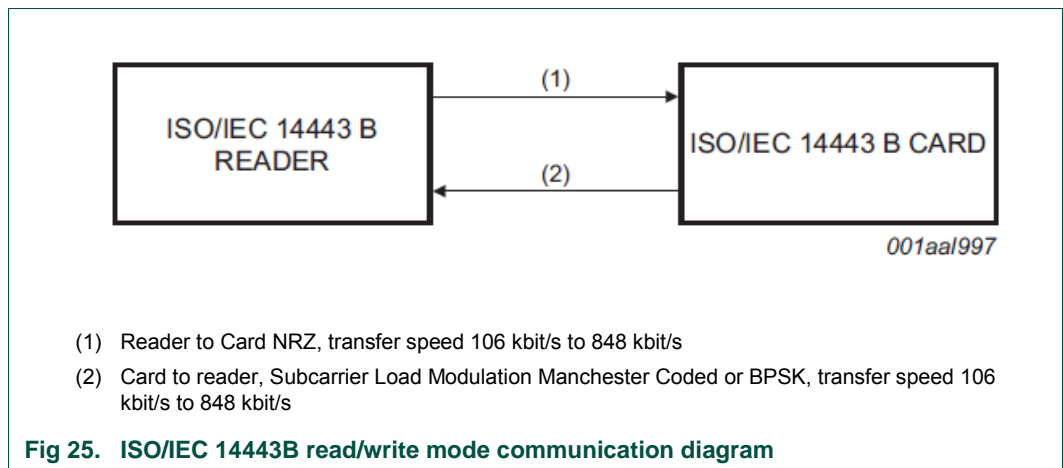 (1)
ISO/IEC 14443 B
READER
ISO/IEC 14443 B CARD
(2)
001aal997
(1) Reader to Card NRZ, transfer speed 106 kbit/s to 848 kbit/s
(2) Card to reader, Subcarrier Load Modulation Manchester Coded or BPSK, transfer speed 106
kbit/s to 848 kbit/s
Fig 25. ISO/IEC 14443B read/write mode communication diagram